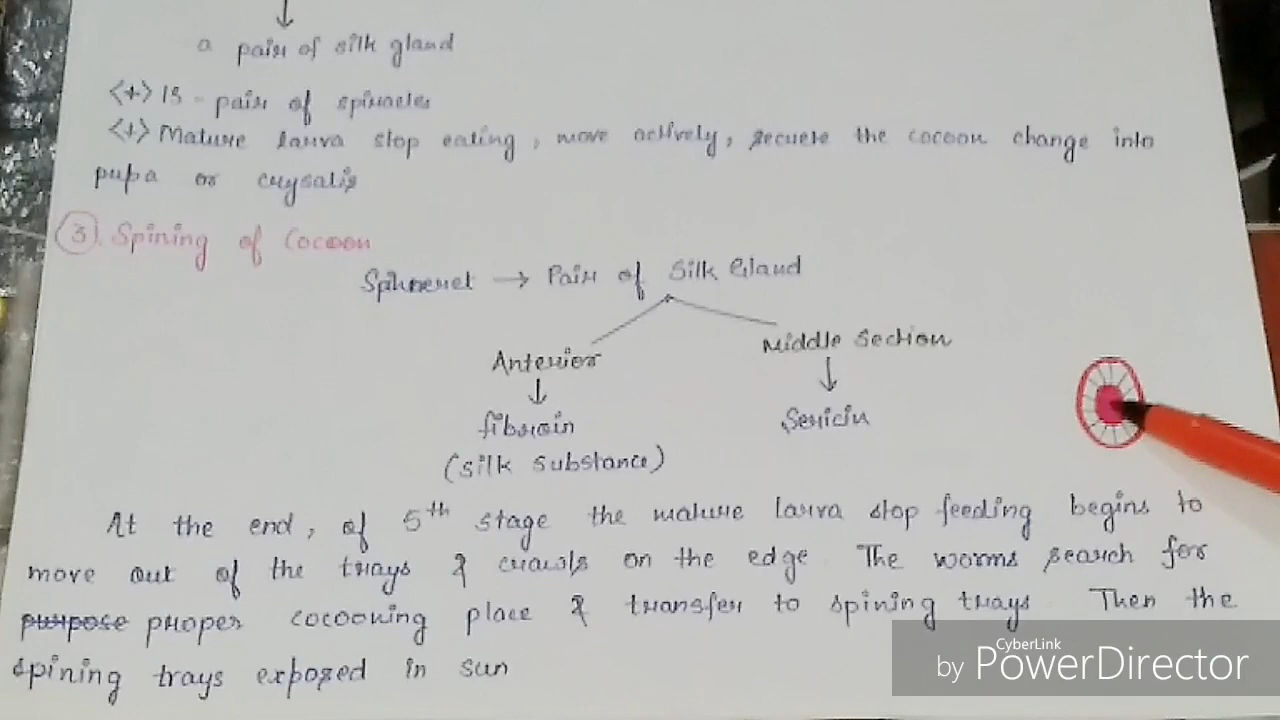 a pair of silk gland
<+> 13 - pair of spiracles
<+> Mature larva stop eating, move actively, secrete the cocoon change into
pupa or crysalis
(3). Spining of Cocoon
Spinneret → Pair of Silk Gland
Anterior Middle Section
↓ ↓
fibroin Sericin
(silk substance)
At the end, of 5th stage the mature larva stop feeding begins to
move out of the trays & crawls on the edge. The worms search for
purpose proper cocooning place & transfer to spining trays. Then the
spining trays exposed in sun
CyberLink
by PowerDirector